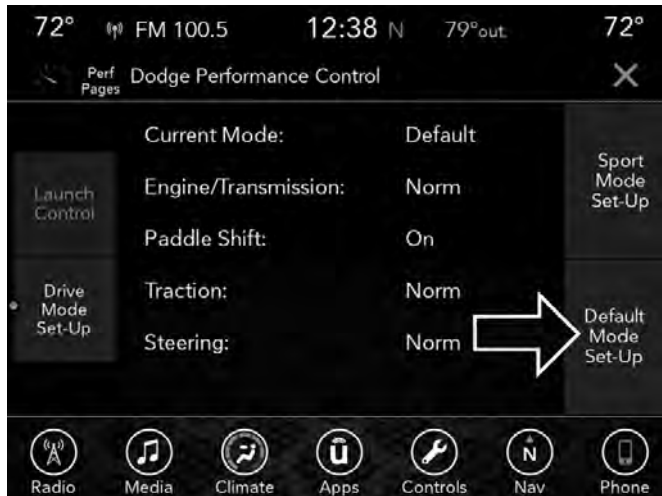 72° FM 100.5 12:38 N 79°out 72°
Perf
Pages
Dodge Performance Control
Launch
Control
Drive
Mode
Set-Up
Current Mode: Default
Engine/Transmission: Norm
Paddle Shift: On
Traction: Norm
Steering: Norm
Sport
Mode
Set-Up
Default
Mode
Set-Up
N
Radio Media Climate Apps Controls Nav Phone